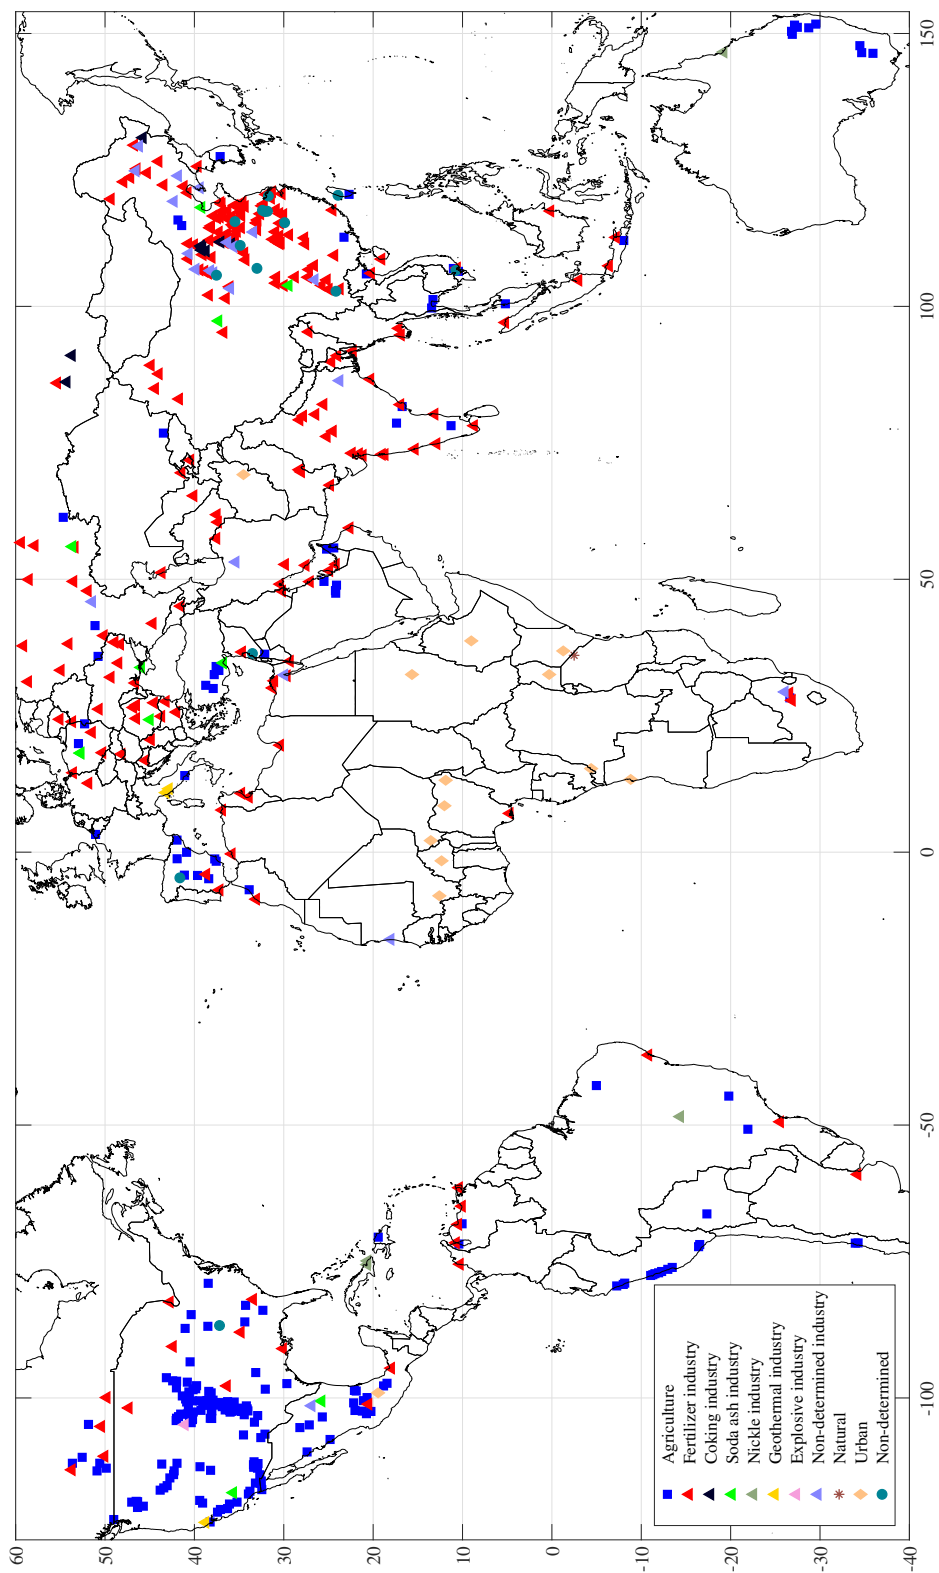 60
50
40
30
20
10
0
-10
-20
-30
-40
-100
-50
0
50
100
150
Agriculture
Fertilizer industry
Coking industry
Soda ash industry
Nickle industry
Geothermal industry
Explosive industry
Non-determined industry
Natural
Urban
Non-determined